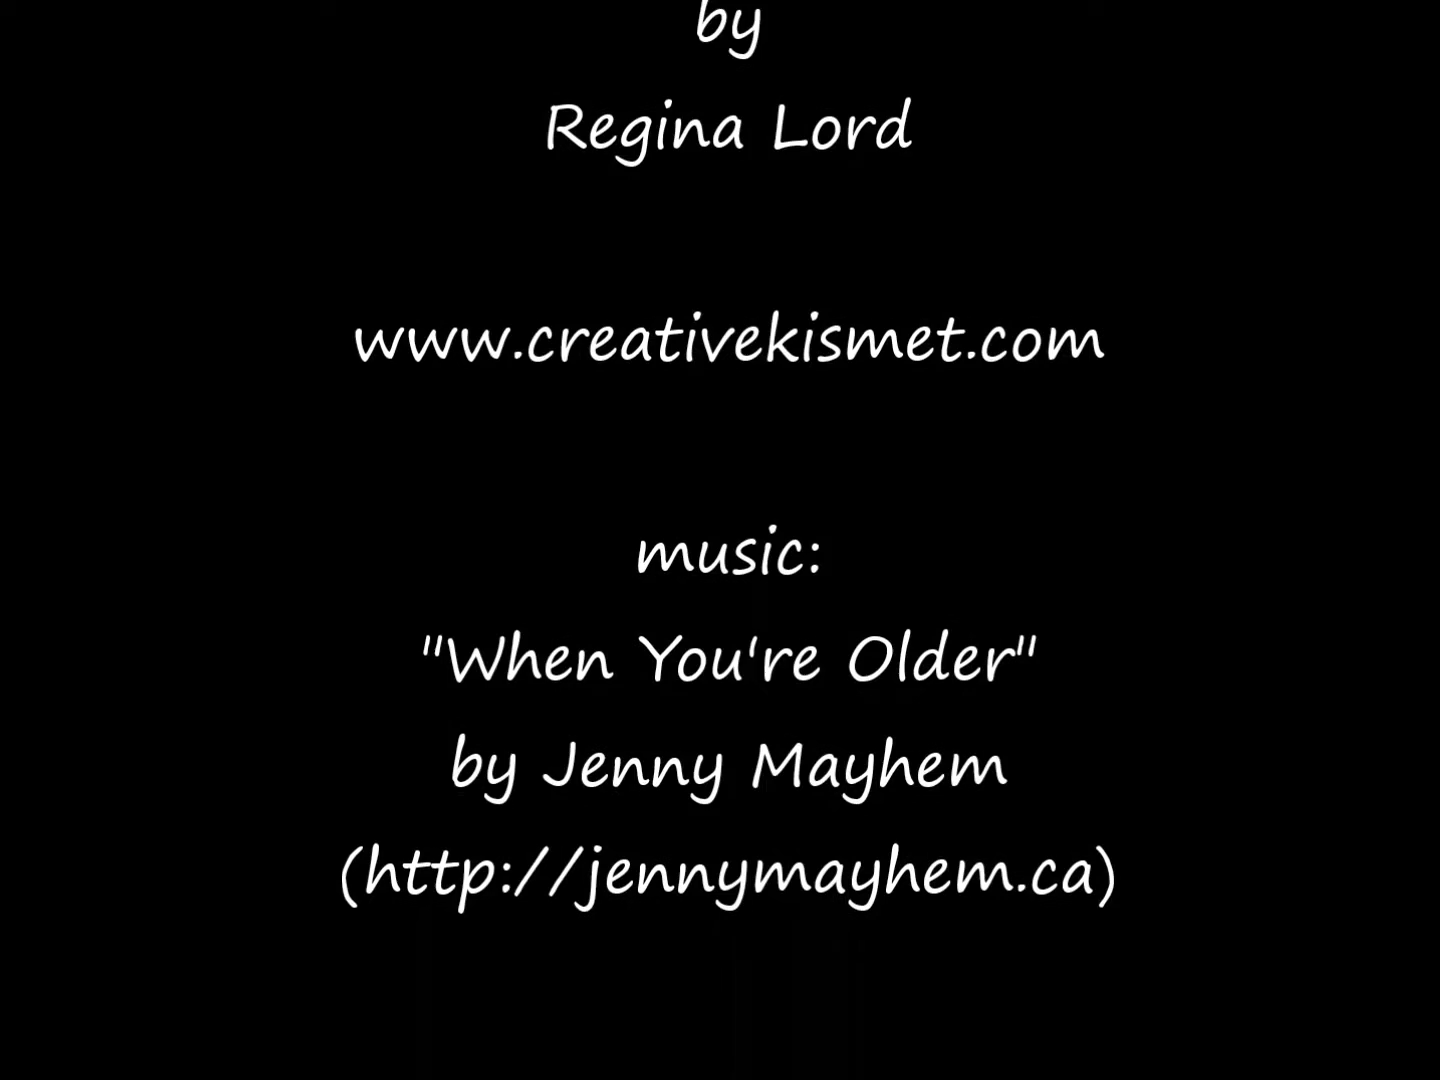 by
Regina Lord
www.creativekismet.com
music:
"When You're Older"
by Jenny Mayhem
(http://jennymayhem.ca)